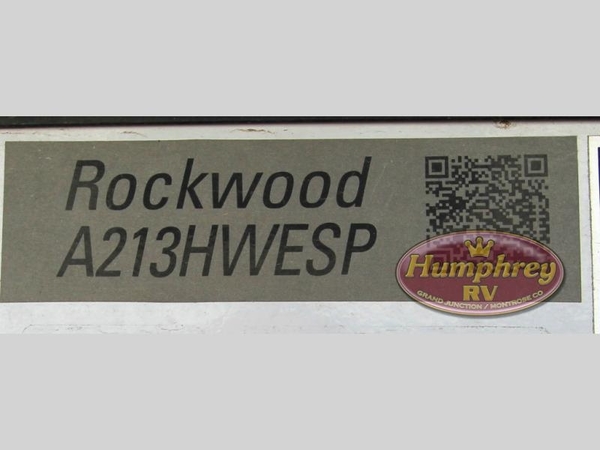 Rockwood
A213HWESP
Humphrey
RV
GRAND JUNCTION / MONTROSE CO